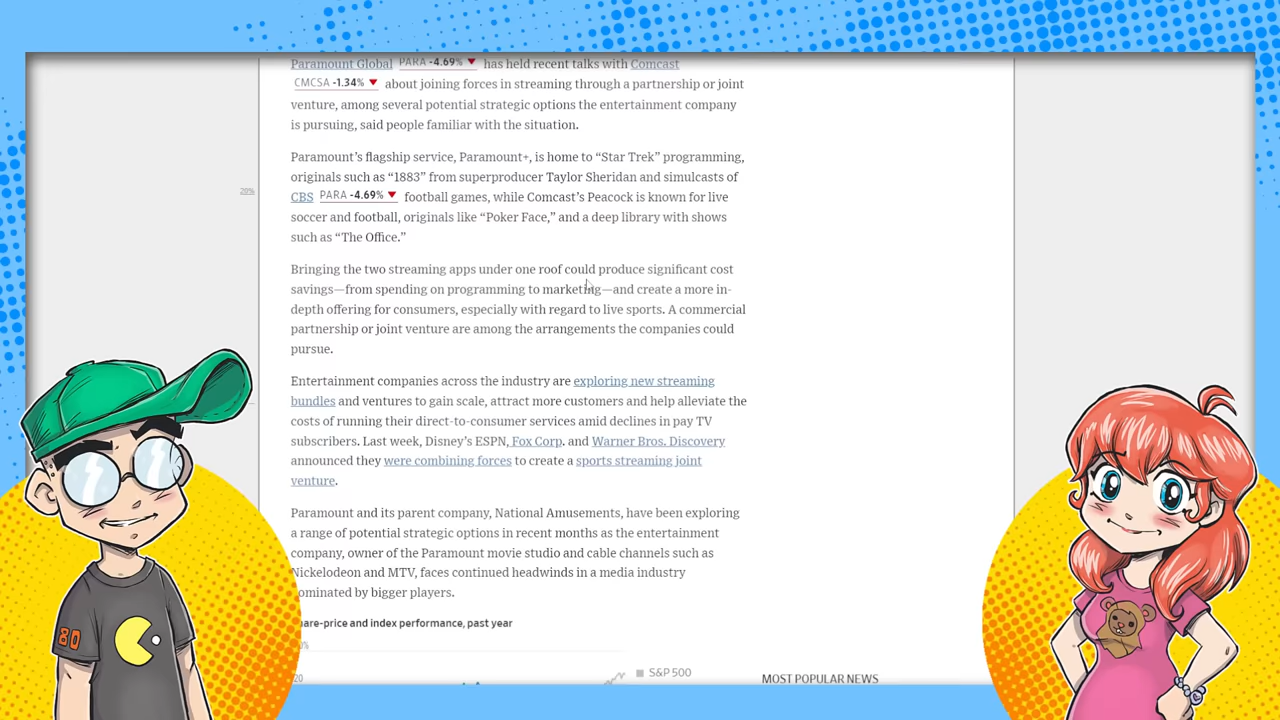 Paramount Global PARA -4.69% ▼ has held recent talks with Comcast
CMCSA -1.34% ▼ about joining forces in streaming through a partnership or joint
venture, among several potential strategic options the entertainment company
is pursuing, said people familiar with the situation.
Paramount’s flagship service, Paramount+, is home to “Star Trek” programming,
originals such as “1883” from superproducer Taylor Sheridan and simulcasts of
20%
CBS PARA -4.69% ▼ football games, while Comcast’s Peacock is known for live
soccer and football, originals like “Poker Face,” and a deep library with shows
such as “The Office.”
Bringing the two streaming apps under one roof could produce significant cost
savings—from spending on programming to marketing—and create a more in-
depth offering for consumers, especially with regard to live sports. A commercial
partnership or joint venture are among the arrangements the companies could
pursue.
Entertainment companies across the industry are exploring new streaming
bundles and ventures to gain scale, attract more customers and help alleviate the
costs of running their direct-to-consumer services amid declines in pay TV
subscribers. Last week, Disney’s ESPN, Fox Corp. and Warner Bros. Discovery
announced they were combining forces to create a sports streaming joint
venture.
Paramount and its parent company, National Amusements, have been exploring
a range of potential strategic options in recent months as the entertainment
company, owner of the Paramount movie studio and cable channels such as
Nickelodeon and MTV, faces continued headwinds in a media industry
dominated by bigger players.
hare-price and index performance, past year
20
S&P 500
MOST POPULAR NEWS
80